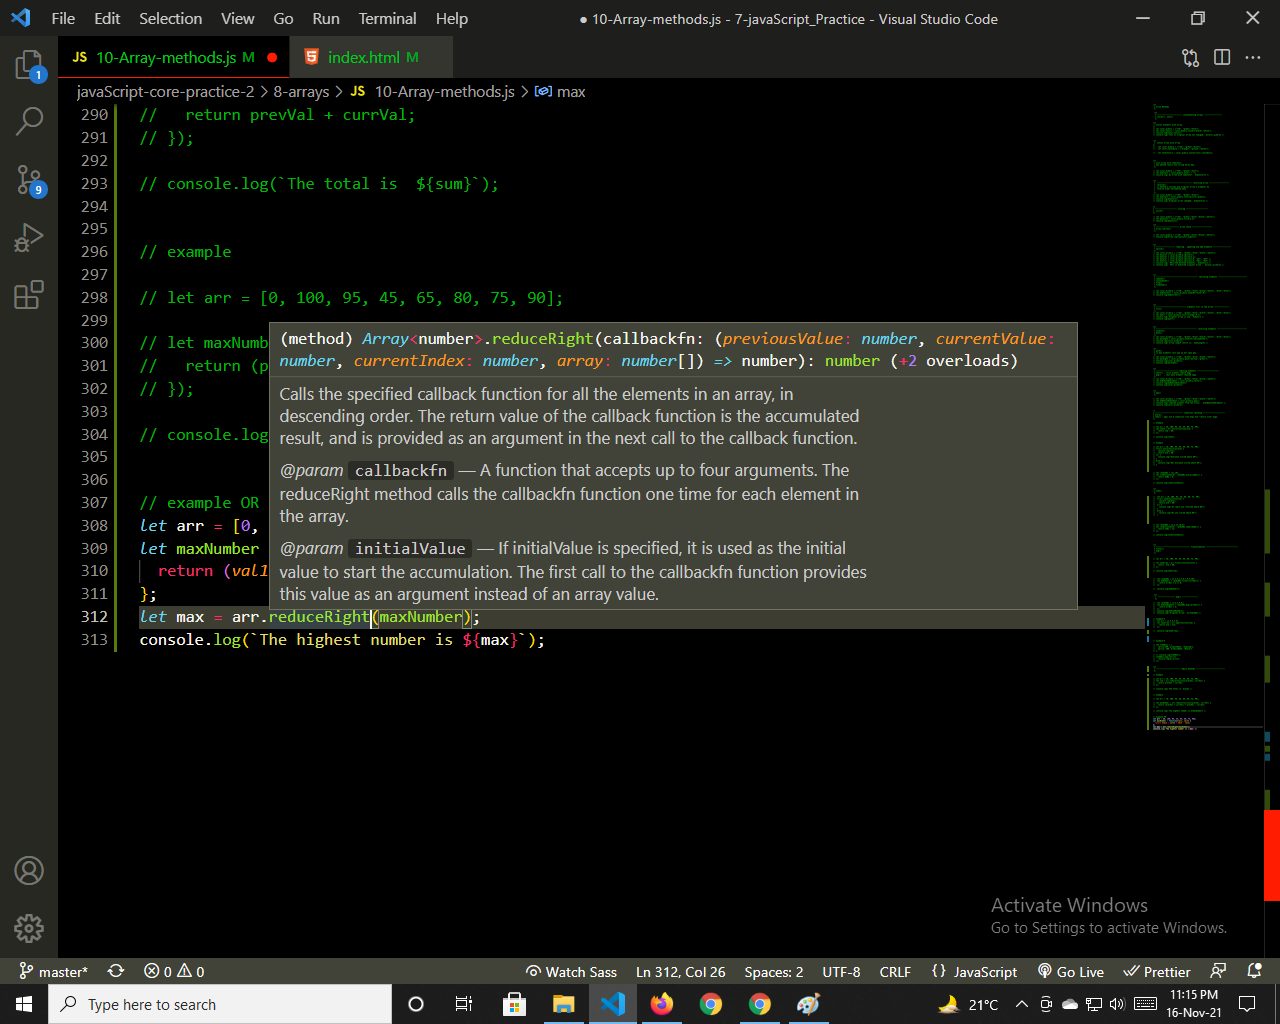 File Edit Selection View Go Run Terminal Help
● 10-Array-methods.js - 7-javaScript_Practice - Visual Studio Code
JS 10-Array-methods.js M
index.html M
javaScript-core-practice-2 > 8-arrays > JS 10-Array-methods.js > max
290 //   return prevVal + currVal;
291 // });
292
293 // console.log(`The total is  ${sum}`);
294
295
296 // example
297
298 // let arr = [0, 100, 95, 45, 65, 80, 75, 90];
299
300 // let maxNumb
301 //   return (p
302 // });
303
304 // console.log
305
306
307 // example OR
308 let arr = [0,
309 let maxNumber
310   return (val1
311 };
312 let max = arr.reduceRight(maxNumber);
313 console.log(`The highest number is ${max}`);
(method) Array<number>.reduceRight(callbackfn: (previousValue: number, currentValue:
number, currentIndex: number, array: number[]) => number): number (+2 overloads)
Calls the specified callback function for all the elements in an array, in
descending order. The return value of the callback function is the accumulated
result, and is provided as an argument in the next call to the callback function.
@param callbackfn — A function that accepts up to four arguments. The
reduceRight method calls the callbackfn function one time for each element in
the array.
@param initialValue — If initialValue is specified, it is used as the initial
value to start the accumulation. The first call to the callbackfn function provides
this value as an argument instead of an array value.
1
9
Activate Windows
Go to Settings to activate Windows.
master* 0 0 Watch Sass Ln 312, Col 26 Spaces: 2 UTF-8 CRLF {} JavaScript Go Live Prettier
Type here to search
21°C
11:15 PM
16-Nov-21